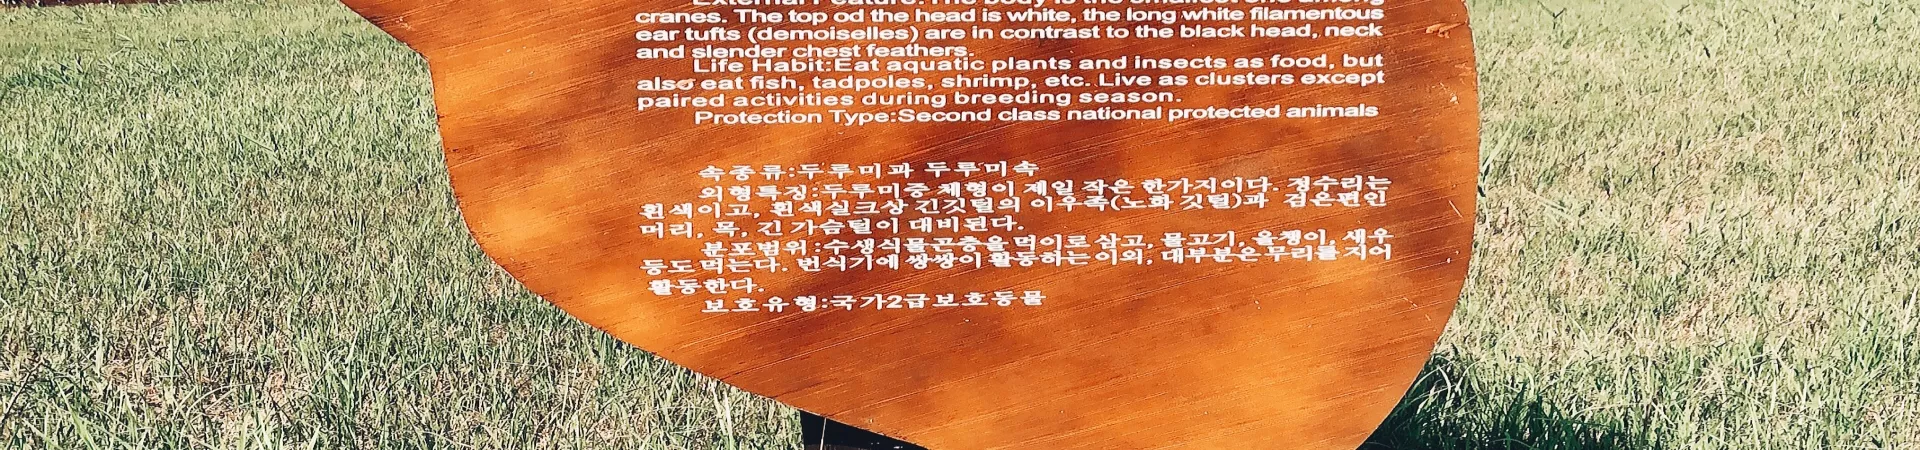 External Feature:The body is the smallest one among
cranes. The top od the head is white, the long white filamentous
ear tufts (demoiselles) are in contrast to the black head, neck
and slender chest feathers.
Life Habit:Eat aquatic plants and insects as food, but
also eat fish, tadpoles, shrimp, etc. Live as clusters except
paired activities during breeding season.
Protection Type:Second class national protected animals
속종류:두루미과 두루미속
외형특징:두루미중 체형이 제일 작은 한가지이다. 정수리는
흰색이고, 흰색실크상 긴깃털의 이우족(노화 깃털)과 검은편인
머리, 목, 긴 가슴털이 대비된다.
분포범위:수생식물곤충을 먹이로 삼고, 물고기, 올챙이, 새우
등도 먹는다. 번식기에 쌍쌍이 활동하는이외, 대부분은무리를 지어
활동한다.
보호유형:국가2급보호동물